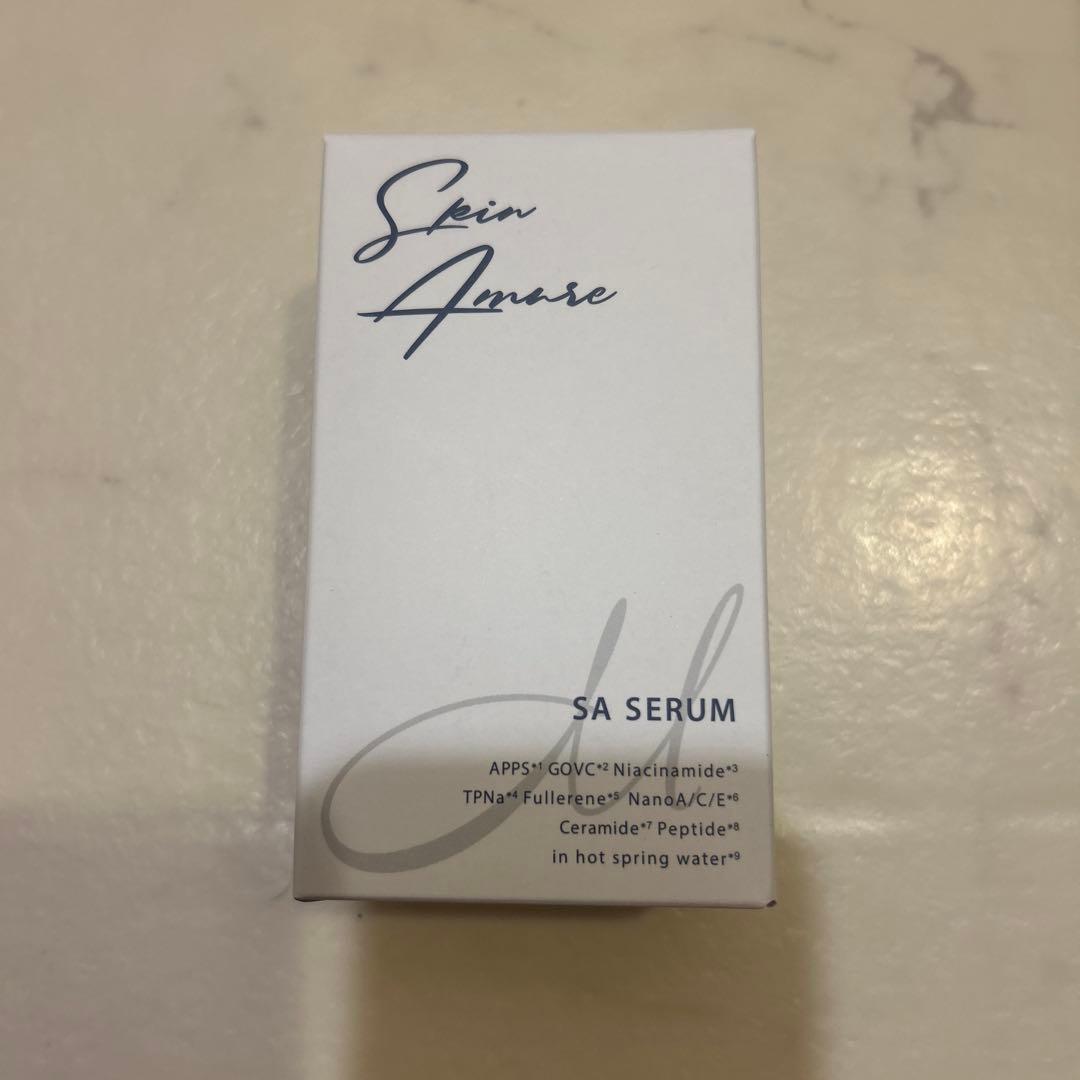 Skin
Amure
SA SERUM
APPS*1 GOVC*2 Niacinamide*3
TPNa*4 Fullerene*5 NanoA/C/E*6
Ceramide*7 Peptide*8
in hot spring water*9